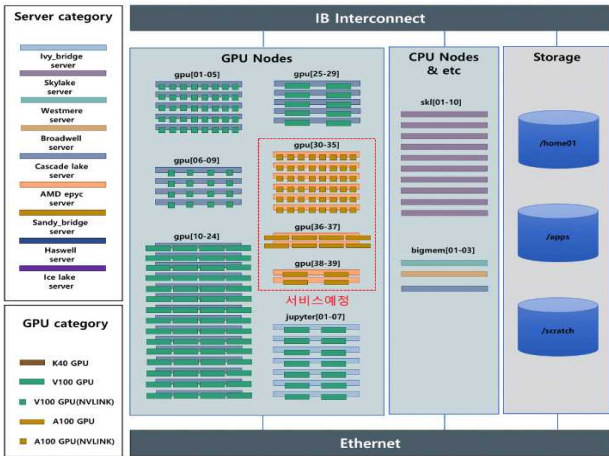 Server category
Ivy_bridge
server
Skylake
server
Westmere
server
Broadwell
server
Cascade lake
server
AMD epyc
server
Sandy_bridge
server
Haswell
server
Ice lake
server
GPU category
K40 GPU
V100 GPU
V100 GPU(NVLINK)
A100 GPU
A100 GPU(NVLINK)
IB Interconnect
GPU Nodes
gpu[01-05]
gpu[25-29]
gpu[06-09]
gpu[30-35]
gpu[36-37]
gpu[10-24]
gpu[38-39]
서비스예정
jupyter[01-07]
CPU Nodes
& etc
skl[01-10]
bigmem[01-03]
Storage
/home01
/apps
/scratch
Ethernet